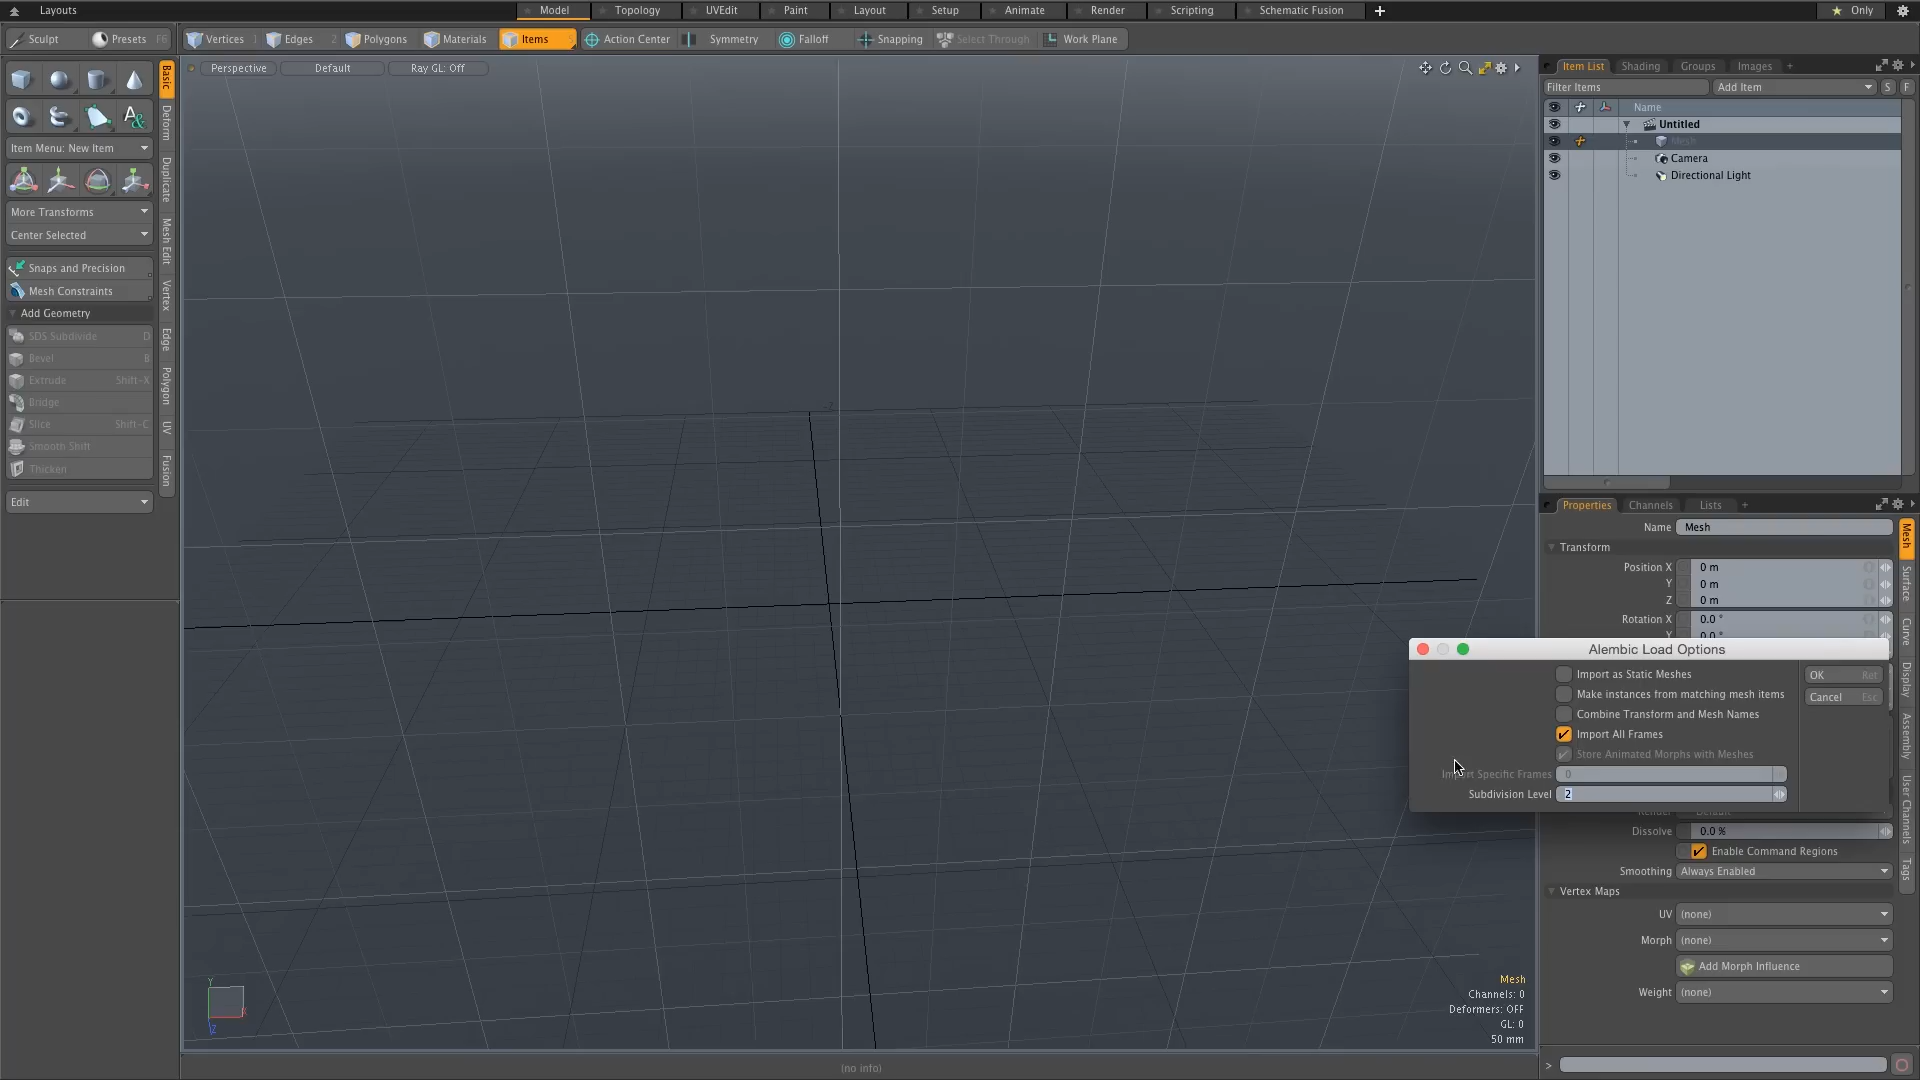 Layouts
Model
Topology
UVEdit
Paint
Layout
Setup
Animate
Render
Scripting
Schematic Fusion
Only
Sculpt
Presets F6
Vertices 1
Edges 2
Polygons
Materials
Items
Action Center
Symmetry
Falloff
Snapping
Select Through
Work Plane
Perspective
Default
Ray GL: Off
Item Menu: New Item
More Transforms
Center Selected
Snaps and Precision
Mesh Constraints
Add Geometry
SDS Subdivide D
Bevel B
Extrude Shift-X
Bridge
Slice Shift-C
Smooth Shift
Thicken
Edit
Basic
Deform
Duplicate
Mesh Edit
Vertex
Edge
Polygon
UV
Fusion
Y
X
Z
Mesh
Channels: 0
Deformers: OFF
GL: 0
50 mm
(no info)
Item List
Shading
Groups
Images
Filter Items
Add Item
S
F
Name
Untitled
Mesh
Camera
Directional Light
Properties
Channels
Lists
Name Mesh
Transform
Position X 0 m
Y 0 m
Z 0 m
Rotation X 0.0 °
Y 0.0 °
Alembic Load Options
Import as Static Meshes
Make instances from matching mesh items
Combine Transform and Mesh Names
Import All Frames
Store Animated Morphs with Meshes
Import Specific Frames 0
Subdivision Level 2
OK Ret
Cancel Esc
Render Default
Dissolve 0.0 %
Enable Command Regions
Smoothing Always Enabled
Vertex Maps
UV (none)
Morph (none)
Add Morph Influence
Weight (none)
Mesh
Surface
Curve
Display
Assembly
User Channels
Tags
>